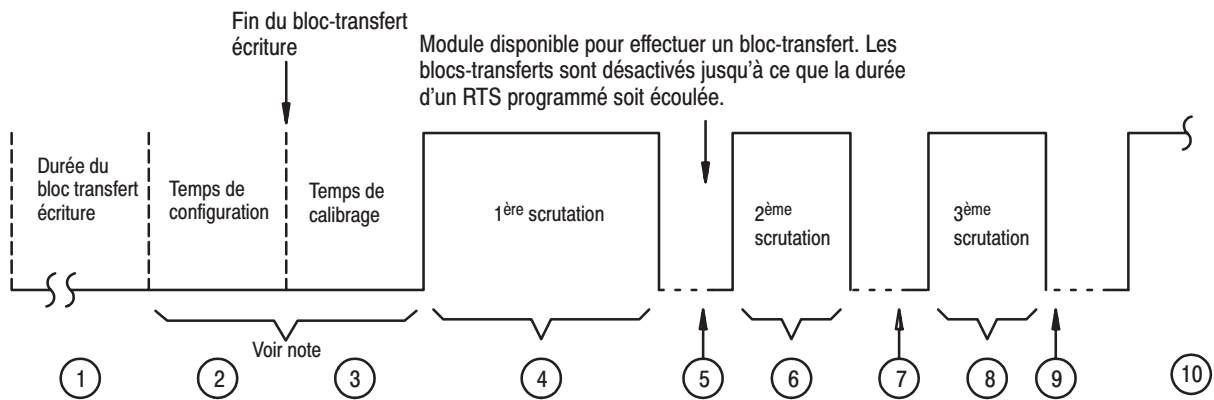 Fin du bloc-transfert
écriture
Module disponible pour effectuer un bloc-transfert. Les
blocs-transferts sont désactivés jusqu'à ce que la durée
d'un RTS programmé soit écoulée.
Durée du
bloc transfert
écriture
Temps de
configuration
Temps de
calibrage
1ère scrutation
2ème
scrutation
3ème
scrutation
Voir note
1
2
3
4
5
6
7
8
9
10